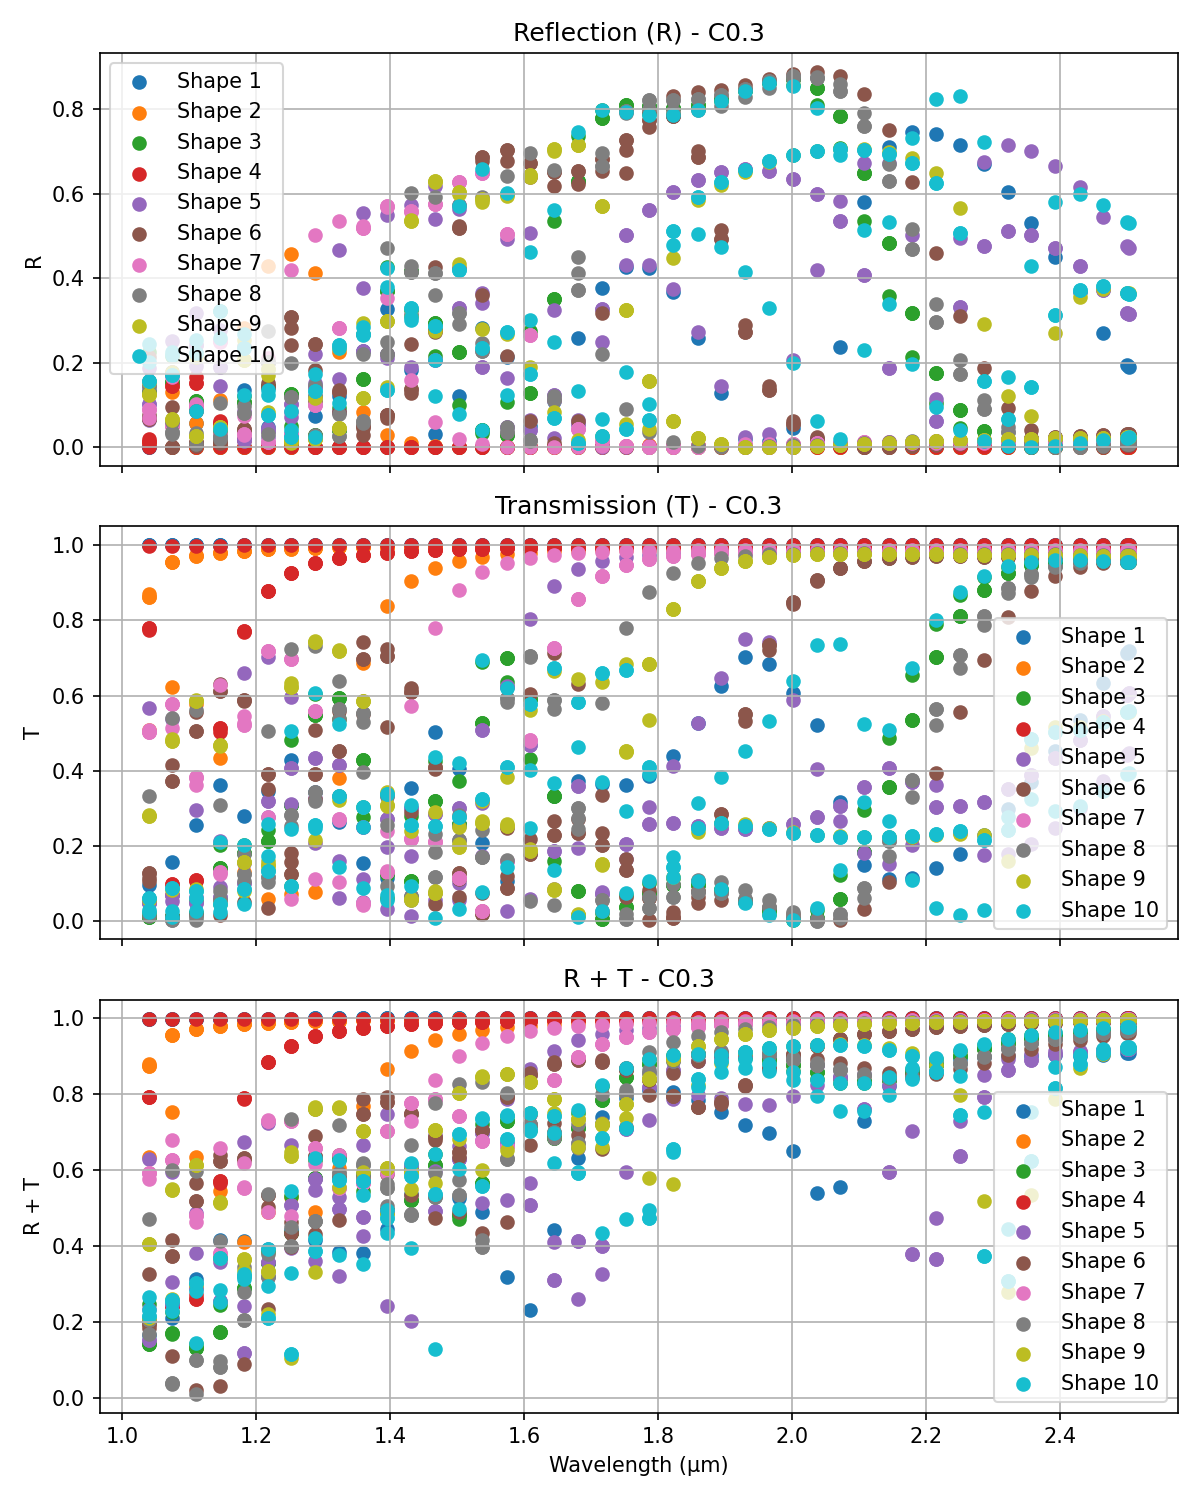 Reflection (R) - C0.3
R
0.8
0.6
0.4
0.2
0.0
Shape 1
Shape 2
Shape 3
Shape 4
Shape 5
Shape 6
Shape 7
Shape 8
Shape 9
Shape 10
Transmission (T) - C0.3
T
1.0
0.8
0.6
0.4
0.2
0.0
Shape 1
Shape 2
Shape 3
Shape 4
Shape 5
Shape 6
Shape 7
Shape 8
Shape 9
Shape 10
R + T - C0.3
R + T
1.0
0.8
0.6
0.4
0.2
0.0
Shape 1
Shape 2
Shape 3
Shape 4
Shape 5
Shape 6
Shape 7
Shape 8
Shape 9
Shape 10
1.0 1.2 1.4 1.6 1.8 2.0 2.2 2.4
Wavelength (μm)